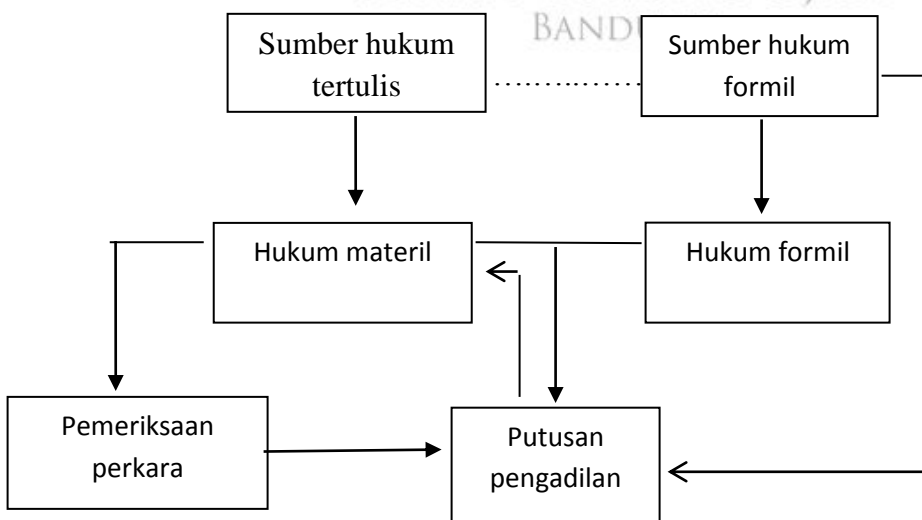 BANDU
Sumber hukum
tertulis
Sumber hukum
formil
Hukum materil
Hukum formil
Pemeriksaan
perkara
Putusan
pengadilan